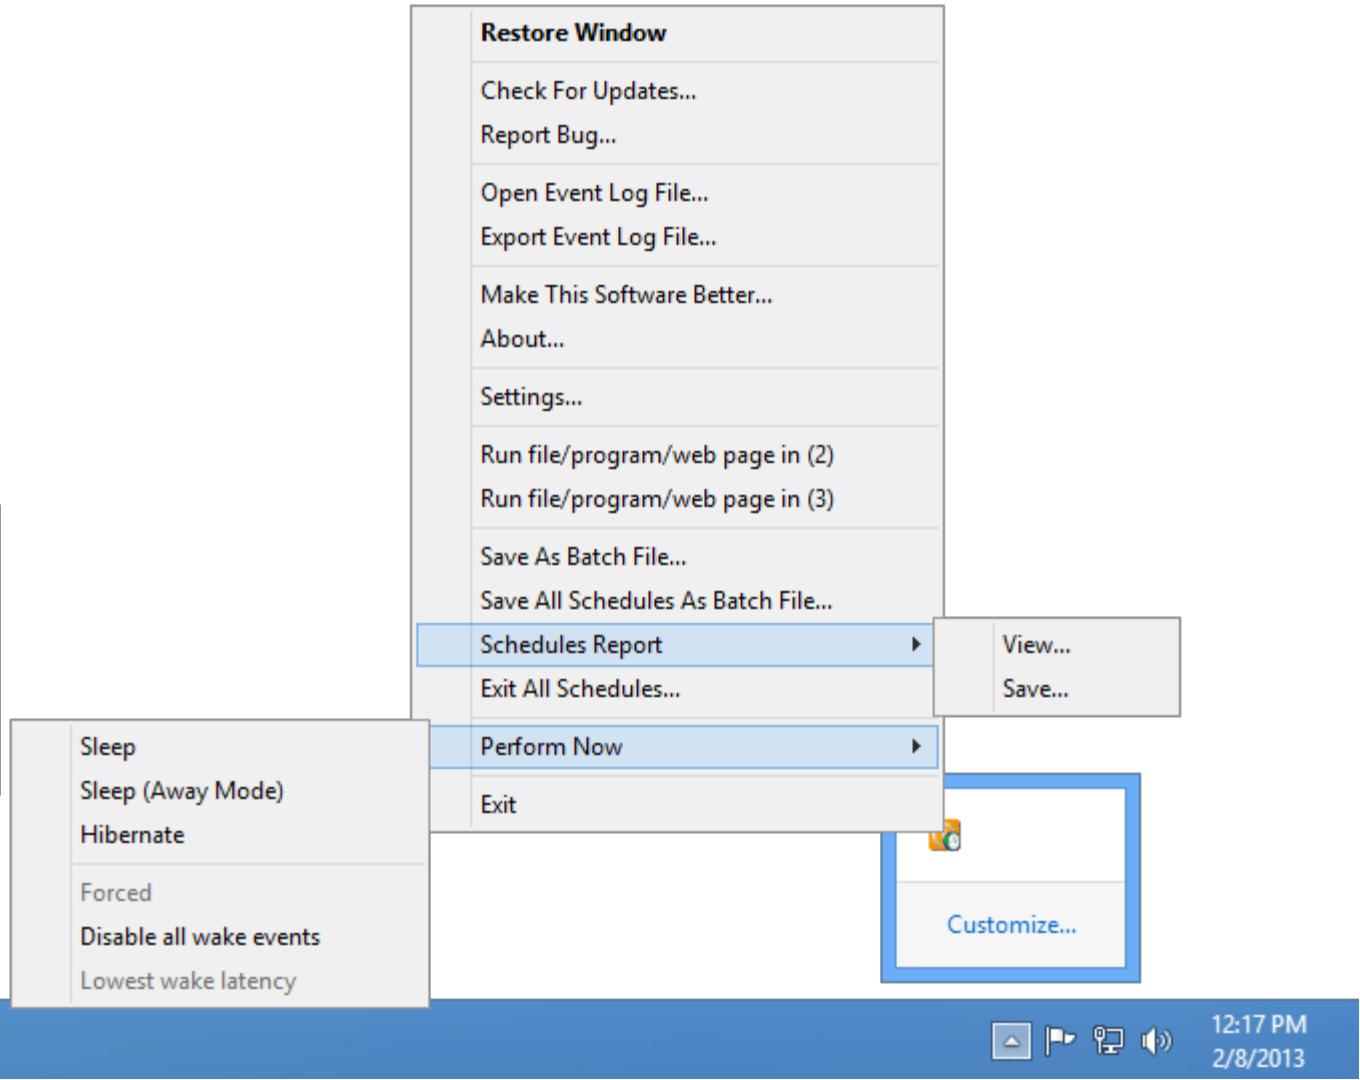 Restore Window
Check For Updates...
Report Bug...
Open Event Log File...
Export Event Log File...
Make This Software Better...
About...
Settings...
Run file/program/web page in (2)
Run file/program/web page in (3)
Save As Batch File...
Save All Schedules As Batch File...
Schedules Report
View...
Save...
Exit All Schedules...
Perform Now
Sleep
Sleep (Away Mode)
Hibernate
Forced
Disable all wake events
Lowest wake latency
Exit
Customize...
12:17 PM
2/8/2013